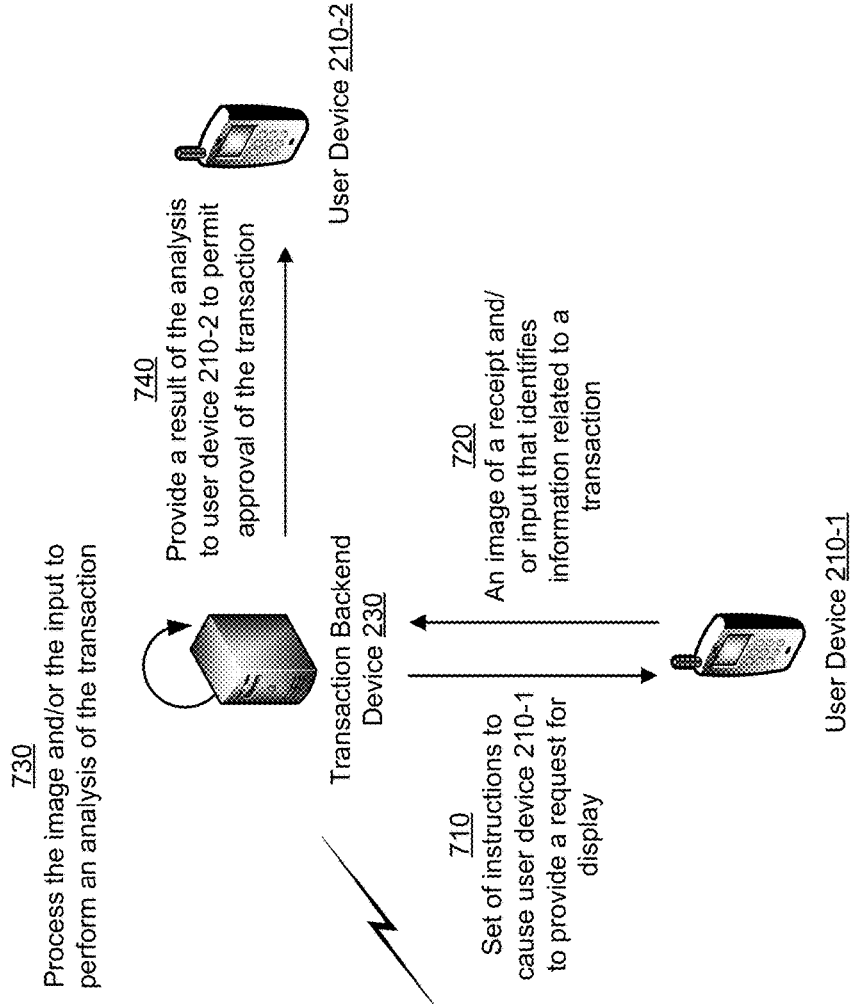 730
Process the image and/or the input to
perform an analysis of the transaction
740
Provide a result of the analysis
to user device 210-2 to permit
approval of the transaction
Transaction Backend
Device 230
User Device 210-2
710
Set of instructions to
cause user device 210-1
to provide a request for
display
720
An image of a receipt and/
or input that identifies
information related to a
transaction
User Device 210-1